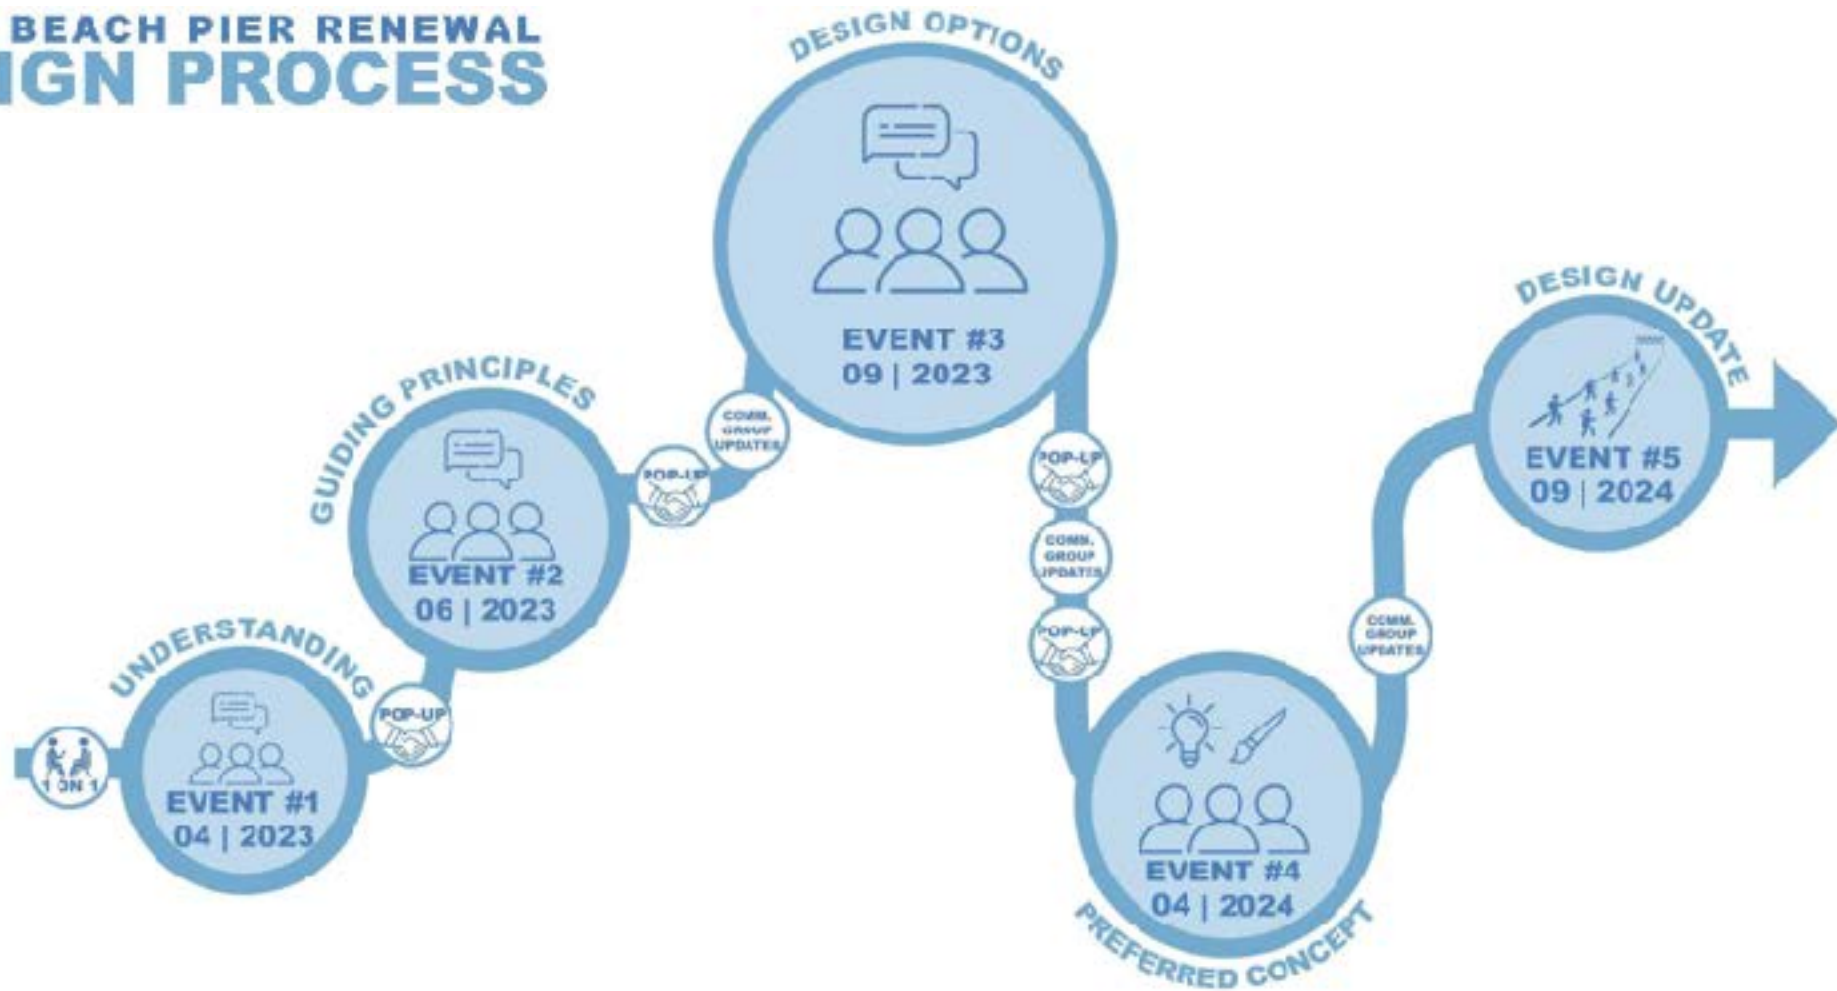 BEACH PIER RENEWAL
IGN PROCESS
1 ON 1
UNDERSTANDING
EVENT #1
04 | 2023
POP-UP
GUIDING PRINCIPLES
EVENT #2
06 | 2023
POP-UP
COMM.
GROUP
UPDATES
DESIGN OPTIONS
EVENT #3
09 | 2023
POP-UP
COMM.
GROUP
UPDATES
POP-UP
EVENT #4
04 | 2024
PREFERRED CONCEPT
COMM.
GROUP
UPDATES
DESIGN UPDATE
EVENT #5
09 | 2024